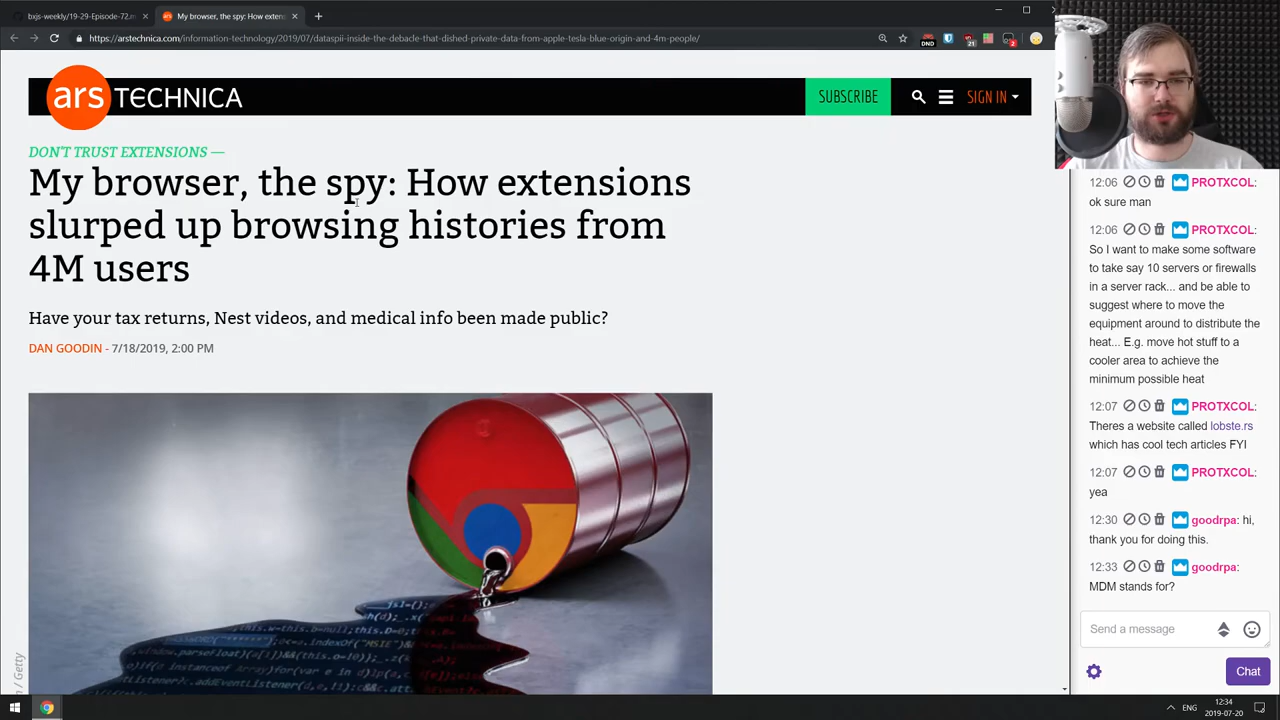 bxjs-weekly/19-29-Episode-72.m
My browser, the spy: How exten
https://arstechnica.com/information-technology/2019/07/dataspii-inside-the-debacle-that-dished-private-data-from-apple-tesla-blue-origin-and-4m-people/
DND
21
2
ars TECHNICA
SUBSCRIBE
SIGN IN
DON'T TRUST EXTENSIONS —
My browser, the spy: How extensions
slurped up browsing histories from
4M users
Have your tax returns, Nest videos, and medical info been made public?
DAN GOODIN - 7/18/2019, 2:00 PM
/ Getty
12:06 PROTXCOL:
ok sure man
12:06 PROTXCOL:
So I want to make some software
to take say 10 servers or firewalls
in a server rack... and be able to
suggest where to move the
equipment around to distribute the
heat... E.g. move hot stuff to a
cooler area to achieve the
minimum possible heat
12:07 PROTXCOL:
Theres a website called lobste.rs
which has cool tech articles FYI
12:07 PROTXCOL:
yea
12:30 goodrpa: hi,
thank you for doing this.
12:33 goodrpa:
MDM stands for?
Send a message
Chat
ENG
12:34
2019-07-20